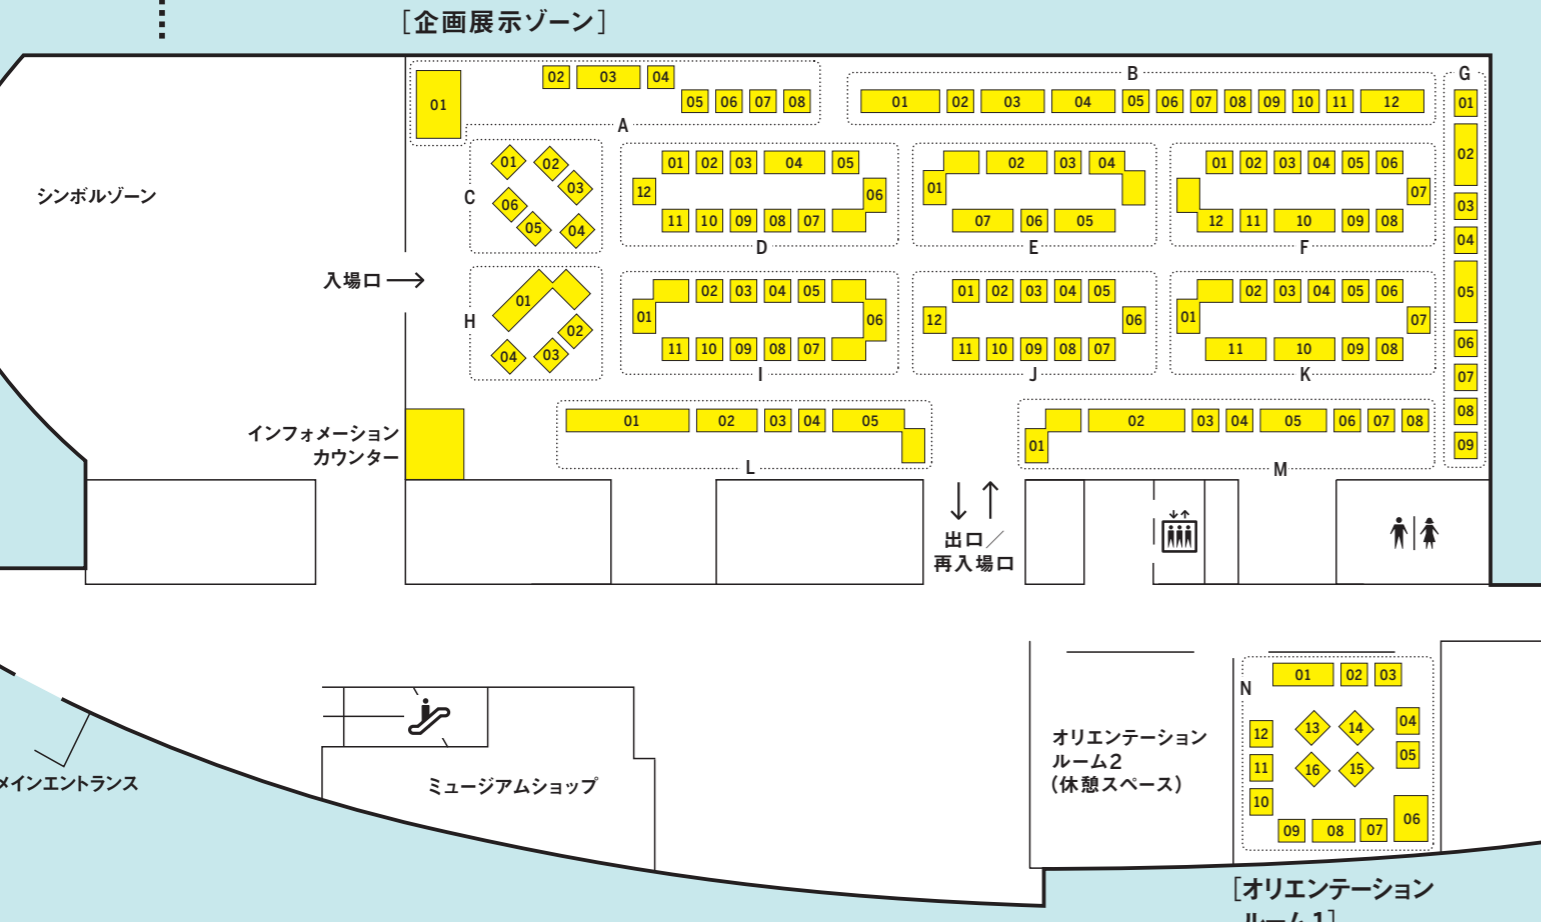 ［企画展示ゾーン］
02 03 04
01
05 06 07 08
A
B
01 02 03 04 05 06 07 08 09 10 11 12
G
01
02
03
04
05
06
07
08
09
シンボルゾーン
C
01 02
03
06
05 04
01 02 03 04 05
12 06
11 10 09 08 07
D
02 03 04
01
07 06 05
E
01 02 03 04 05 06
07
12 11 10 09 08
F
入場口
H
01
02
04 03
02 03 04 05
01 06
11 10 09 08 07
I
01 02 03 04 05
12 06
11 10 09 08 07
J
02 03 04 05 06
01 07
11 10 09 08
K
インフォメーション
カウンター
01 02 03 04 05
L
02 03 04 05 06 07 08
01
M
出口／
再入場口
メインエントランス
ミュージアムショップ
オリエンテーション
ルーム2
（休憩スペース）
N
01 02 03
12 13 14 04
11 16 15 05
10 06
09 08 07
［オリエンテーション
ルーム1］